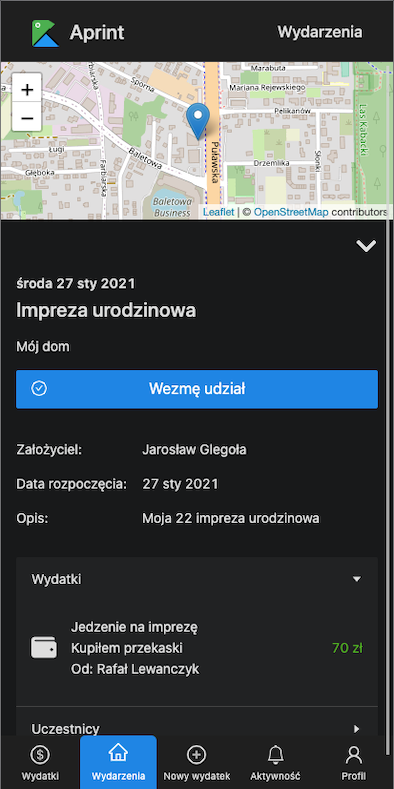 Aprint
Wydarzenia
+
−
Spórna
Marabuta
Mariana Rejewskiego
Pelikanów
Ługi
Baletowa
Głęboka
Farbiarska
Puławska
Drzemlika
Słonki
Las Kabacki
Baletowa
Business
Leaflet | © OpenStreetMap contributors
środa 27 sty 2021
Impreza urodzinowa
Mój dom
Wezmę udział
Założyciel: Jarosław Glegoła
Data rozpoczęcia: 27 sty 2021
Opis: Moja 22 impreza urodzinowa
Wydatki
Jedzenie na imprezę
Kupiłem przekaski 70 zł
Od: Rafał Lewanczyk
Uczestnicy
Wydatki
Wydarzenia
Nowy wydatek
Aktywność
Profil